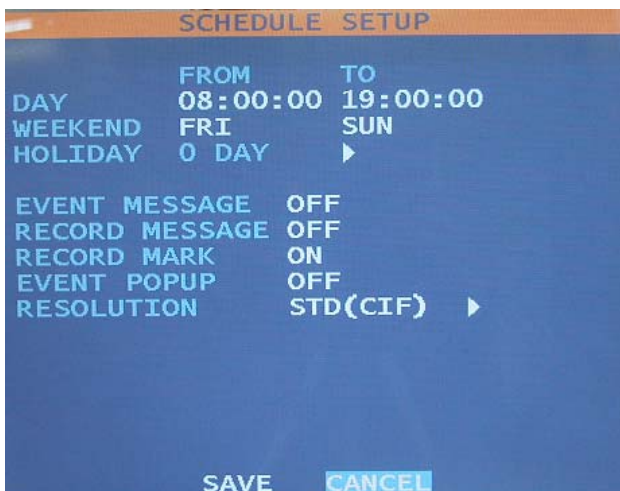 SCHEDULE SETUP
FROM TO
DAY 08:00:00 19:00:00
WEEKEND FRI SUN
HOLIDAY 0 DAY ▶
EVENT MESSAGE OFF
RECORD MESSAGE OFF
RECORD MARK ON
EVENT POPUP OFF
RESOLUTION STD(CIF) ▶
SAVE CANCEL